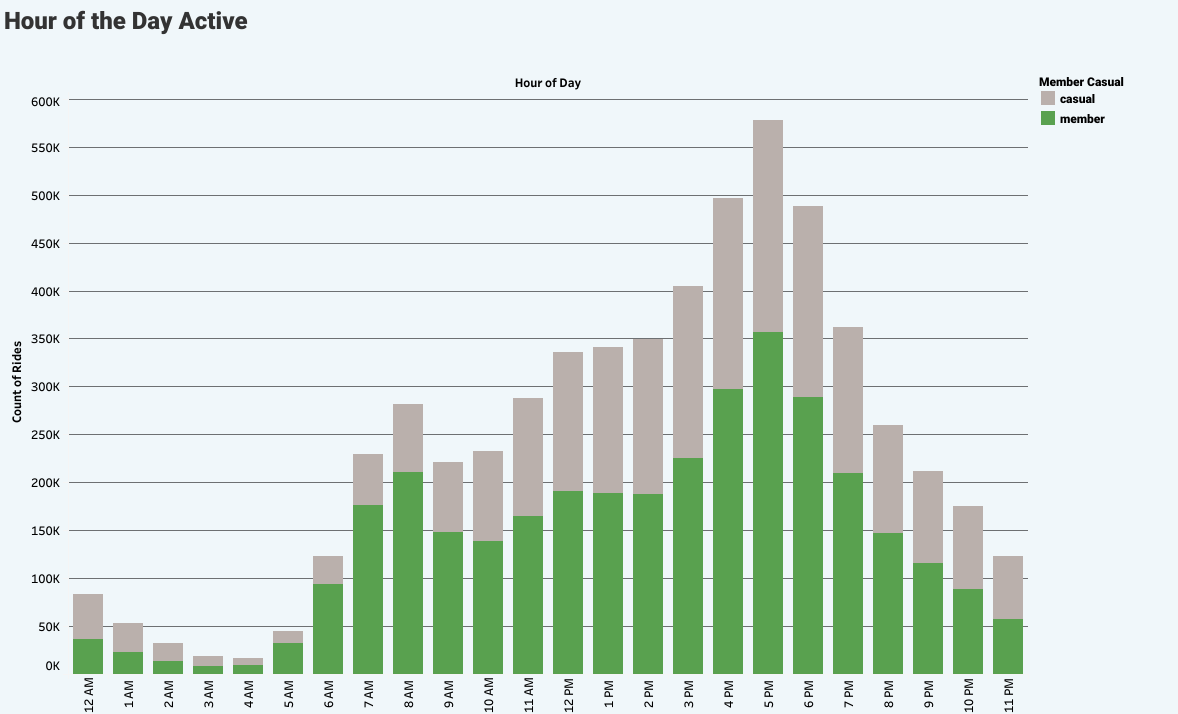 Hour of the Day Active
Hour of Day
Member Casual
casual
member
Count of Rides
600K
550K
500K
450K
400K
350K
300K
250K
200K
150K
100K
50K
0K
12 AM
1 AM
2 AM
3 AM
4 AM
5 AM
6 AM
7 AM
8 AM
9 AM
10 AM
11 AM
12 PM
1 PM
2 PM
3 PM
4 PM
5 PM
6 PM
7 PM
8 PM
9 PM
10 PM
11 PM